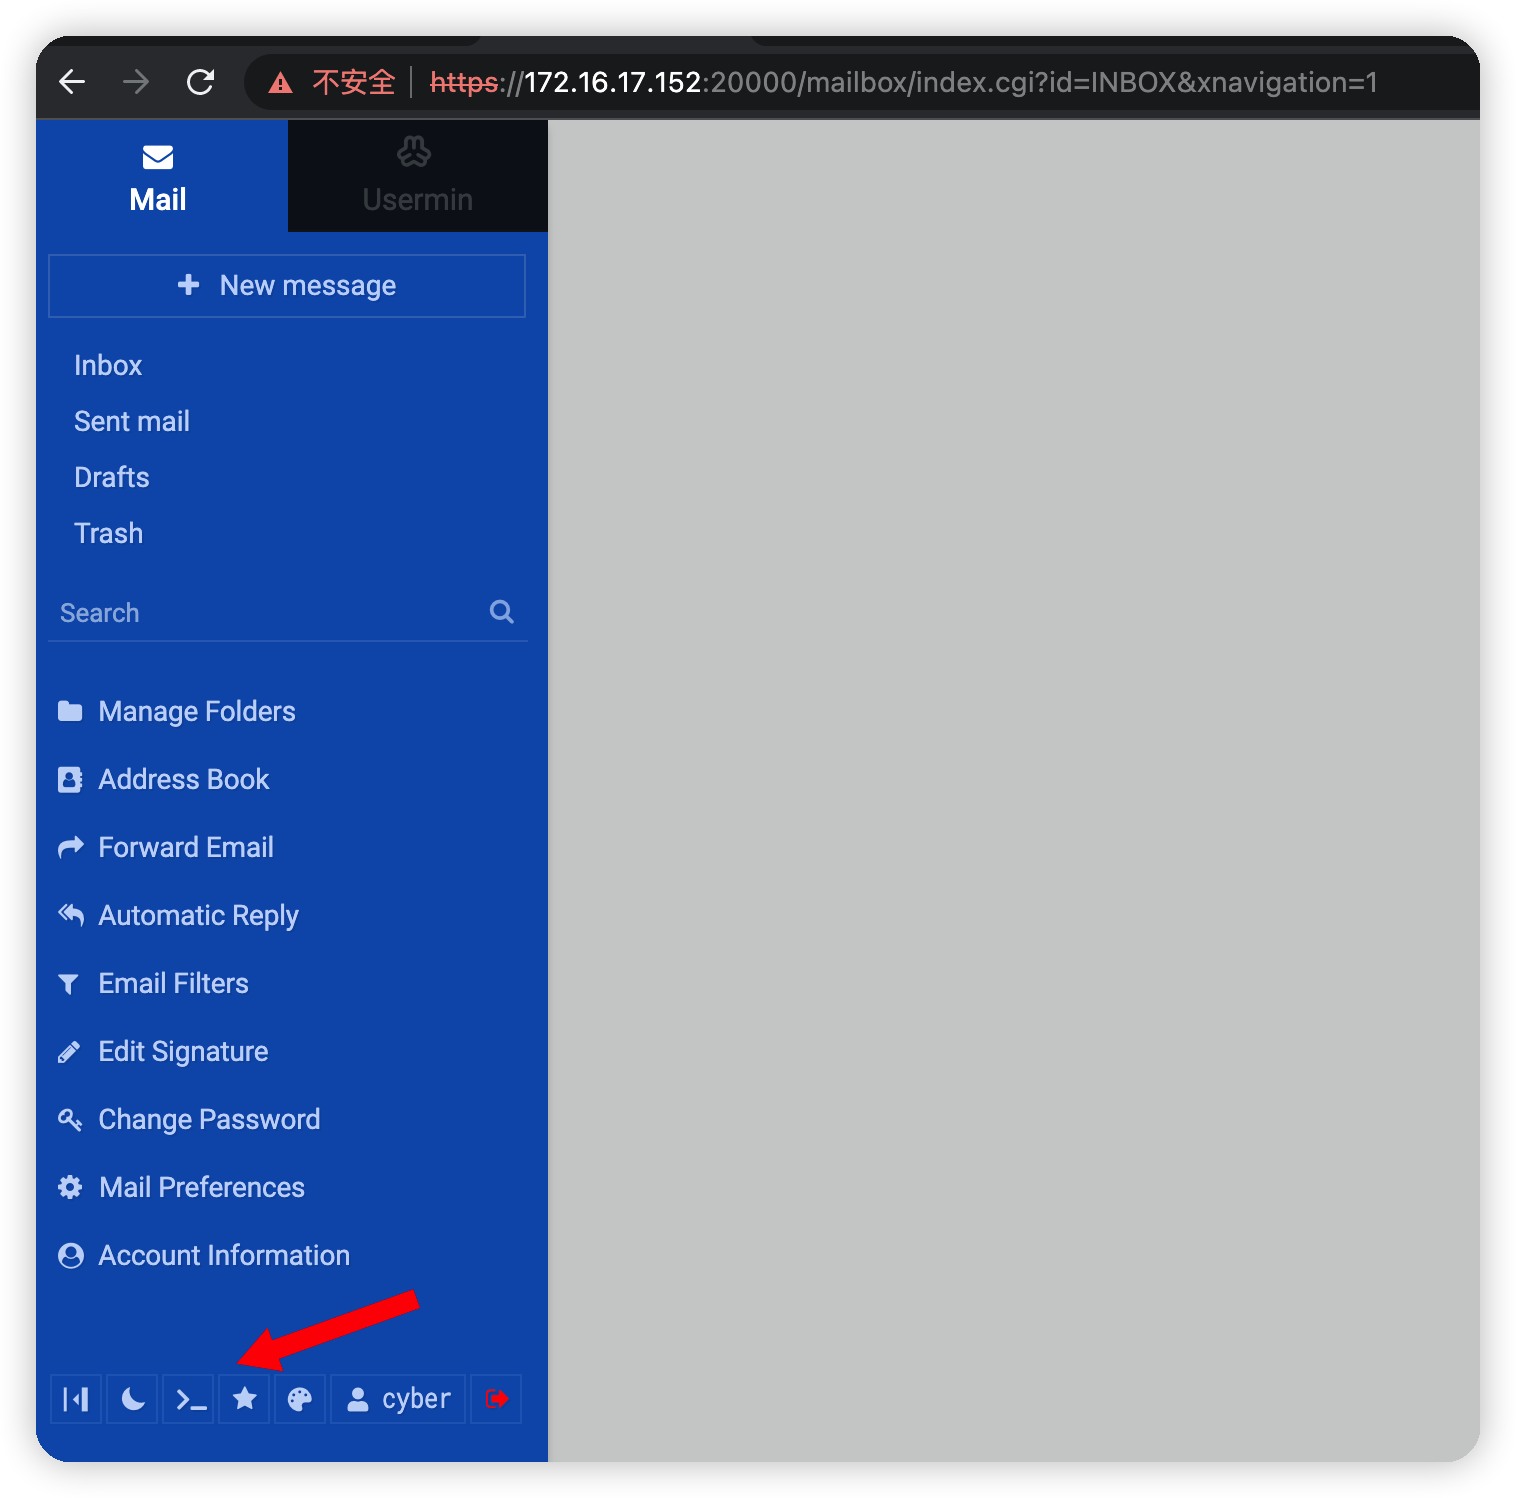 不安全 https://172.16.17.152:20000/mailbox/index.cgi?id=INBOX&xnavigation=1
Mail
Usermin
New message
Inbox
Sent mail
Drafts
Trash
Search
Manage Folders
Address Book
Forward Email
Automatic Reply
Email Filters
Edit Signature
Change Password
Mail Preferences
Account Information
cyber